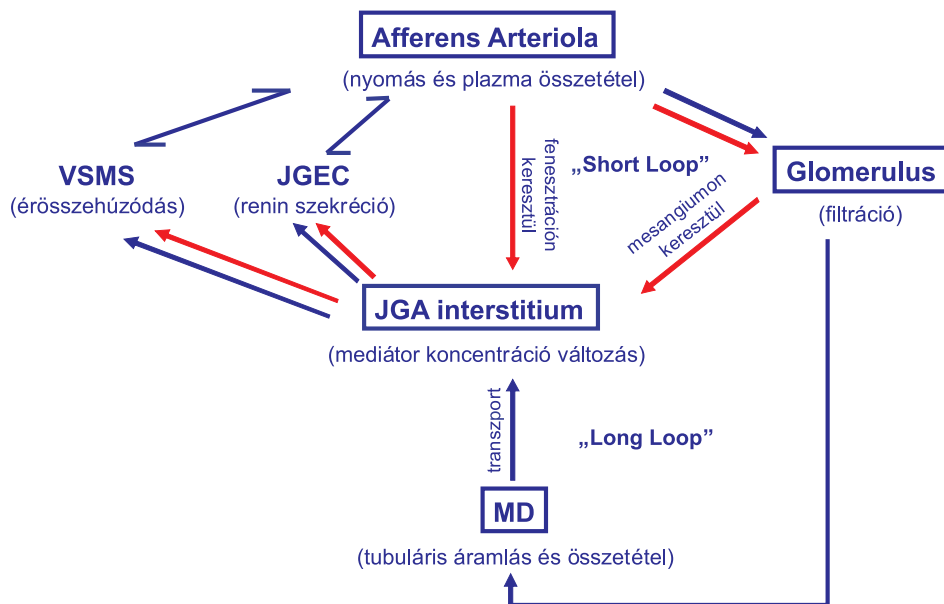 Afferens Arteriola
(nyomás és plazma összetétel)
VSMS
(érösszehúzódás)
JGEC
(renin szekréció)
fenesztráción
keresztül
„Short Loop”
Glomerulus
(filtráció)
mesangiumon
keresztül
JGA interstitium
(mediátor koncentráció változás)
transzport
„Long Loop”
MD
(tubuláris áramlás és összetétel)